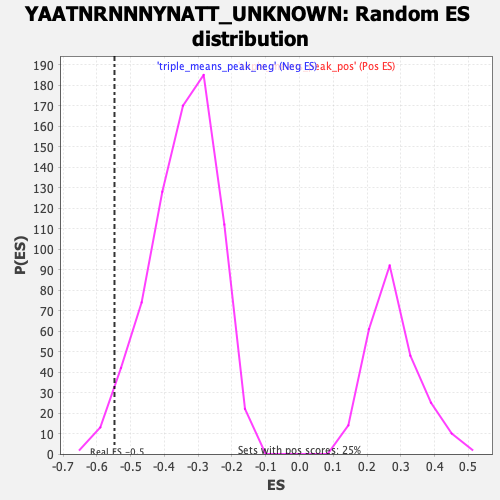 YAATNRNNNYNATT_UNKNOWN: Random ES
distribution
'triple_means_peak_neg' (Neg ES) eak_pos' (Pos ES)
190
180
170
160
150
140
130
120
110
100
90
80
70
60
50
40
30
20
10
0
P(ES)
Real ES -0.5
Sets with pos scores: 25%
-0.7 -0.6 -0.5 -0.4 -0.3 -0.2 -0.1 0.0 0.1 0.2 0.3 0.4 0.5
ES